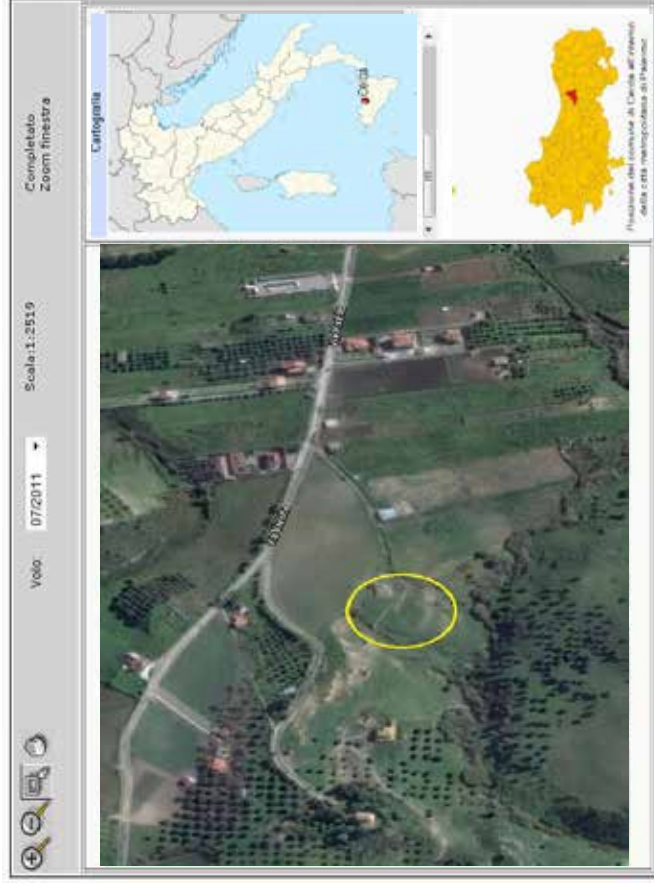 Volo:
07/2011
Scala:1:2519
Completato
Zoom finestra
Cartografia
Cerda
Posizione del comune di Cerda all'interno
della città metropolitana di Palermo